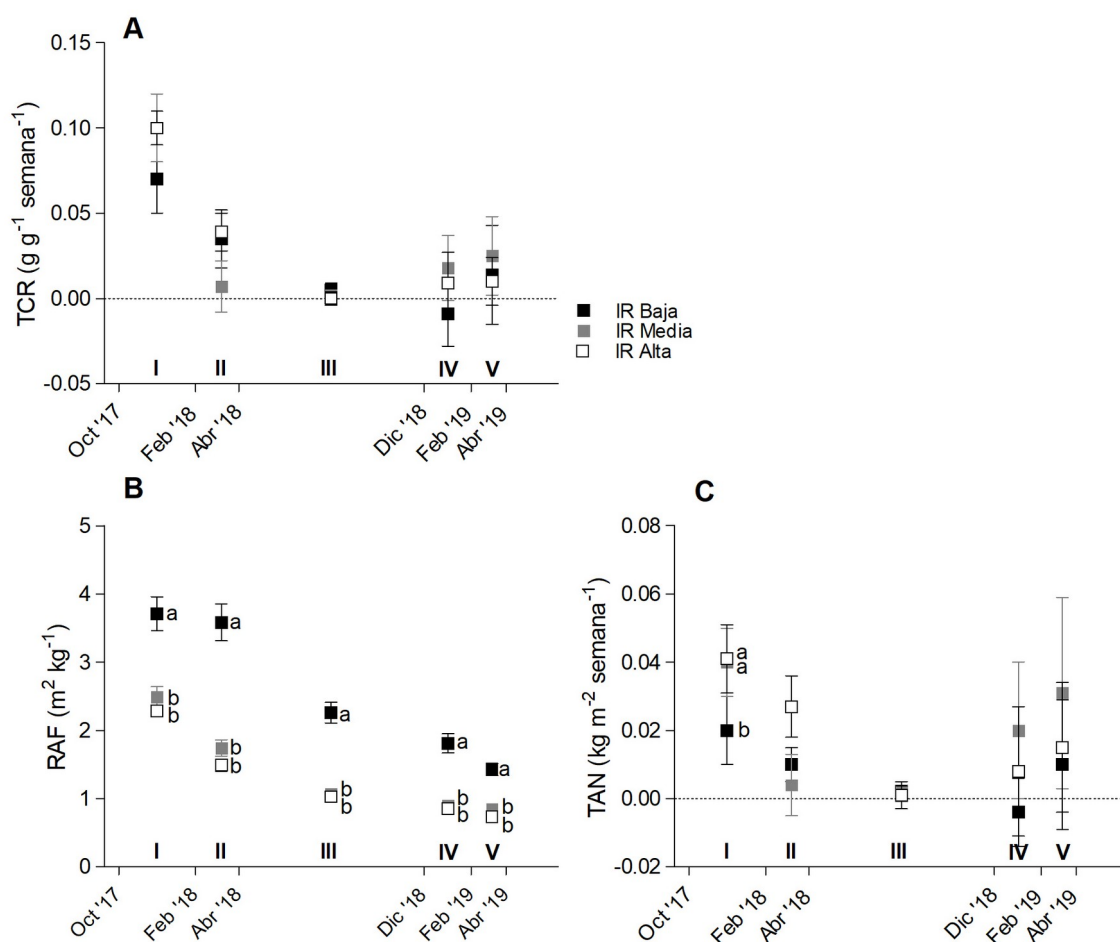 A
TCR (g g⁻¹ semana⁻¹)
0.15
0.10
0.05
0.00
-0.05
I II III IV V
Oct '17 Feb '18 Abr '18 Dic '18 Feb '19 Abr '19
IR Baja
IR Media
IR Alta
B
RAF (m² kg⁻¹)
5
4
3
2
1
0
a a a a a
b b b b b
b b b b b
I II III IV V
Oct '17 Feb '18 Abr '18 Dic '18 Feb '19 Abr '19
C
TAN (kg m⁻² semana⁻¹)
0.08
0.06
0.04
0.02
0.00
-0.02
a
a
b
I II III IV V
Oct '17 Feb '18 Abr '18 Dic '18 Feb '19 Abr '19